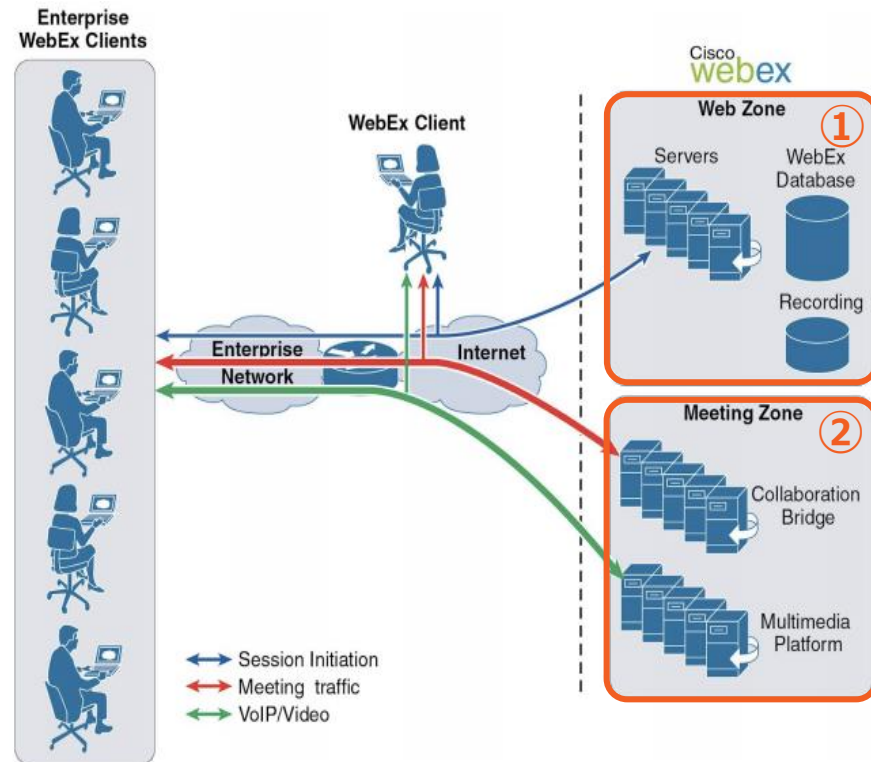 Enterprise
WebEx Clients
WebEx Client
Cisco
webex
Web Zone
①
Servers
WebEx
Database
Recording
Enterprise
Network
Internet
Meeting Zone
②
Collaboration
Bridge
Multimedia
Platform
Session Initiation
Meeting traffic
VoIP/Video